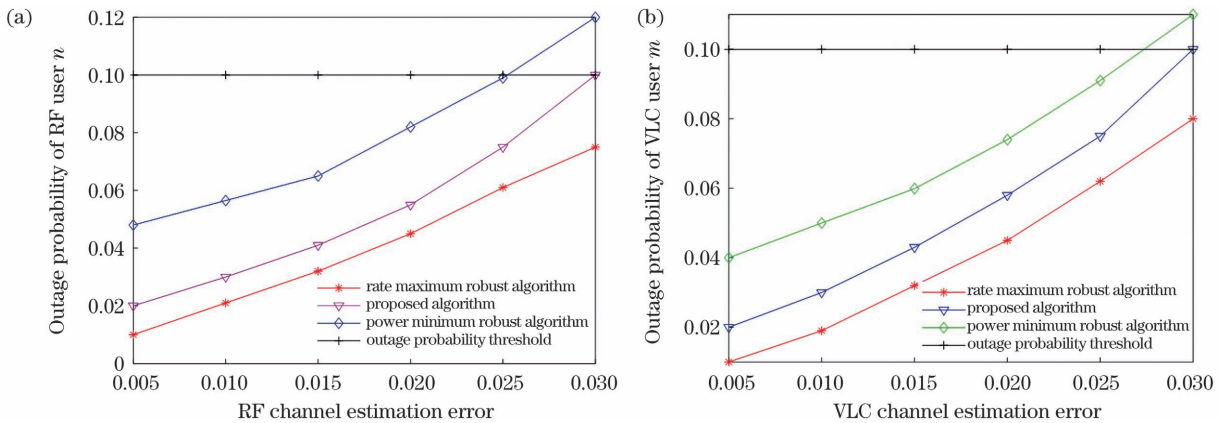 (a)
0.12
0.10
0.08
0.06
0.04
0.02
0
Outage probability of RF user n
rate maximum robust algorithm
proposed algorithm
power minimum robust algorithm
outage probability threshold
0.005 0.010 0.015 0.020 0.025 0.030
RF channel estimation error
(b)
0.10
0.08
0.06
0.04
0.02
Outage probability of VLC user m
rate maximum robust algorithm
proposed algorithm
power minimum robust algorithm
outage probability threshold
0.005 0.010 0.015 0.020 0.025 0.030
VLC channel estimation error